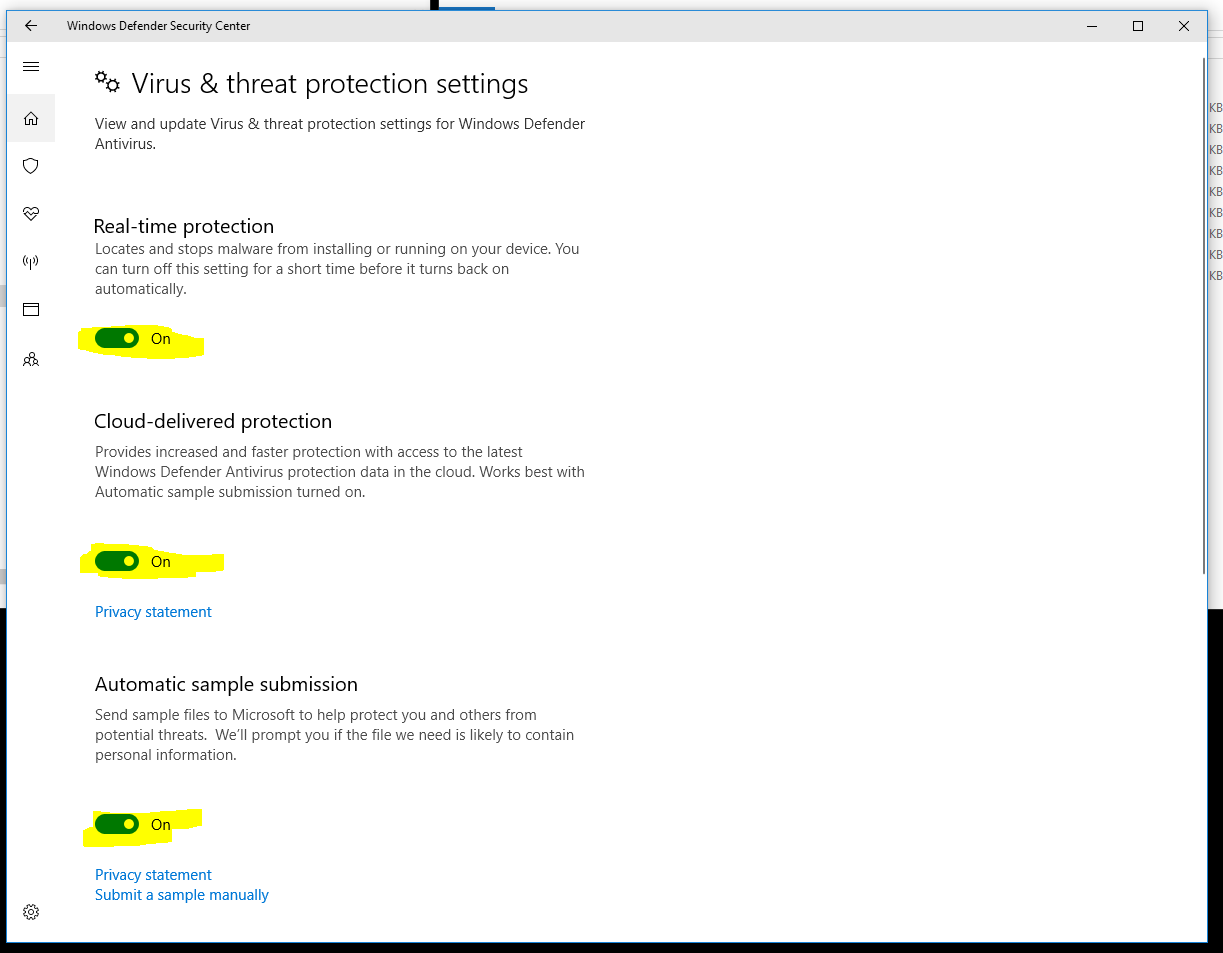 Windows Defender Security Center
Virus & threat protection settings
View and update Virus & threat protection settings for Windows Defender
Antivirus.
Real-time protection
Locates and stops malware from installing or running on your device. You
can turn off this setting for a short time before it turns back on
automatically.
On
Cloud-delivered protection
Provides increased and faster protection with access to the latest
Windows Defender Antivirus protection data in the cloud. Works best with
Automatic sample submission turned on.
On
Privacy statement
Automatic sample submission
Send sample files to Microsoft to help protect you and others from
potential threats.  We'll prompt you if the file we need is likely to contain
personal information.
On
Privacy statement
Submit a sample manually
KB
KB
KB
KB
KB
KB
KB
KB
KB